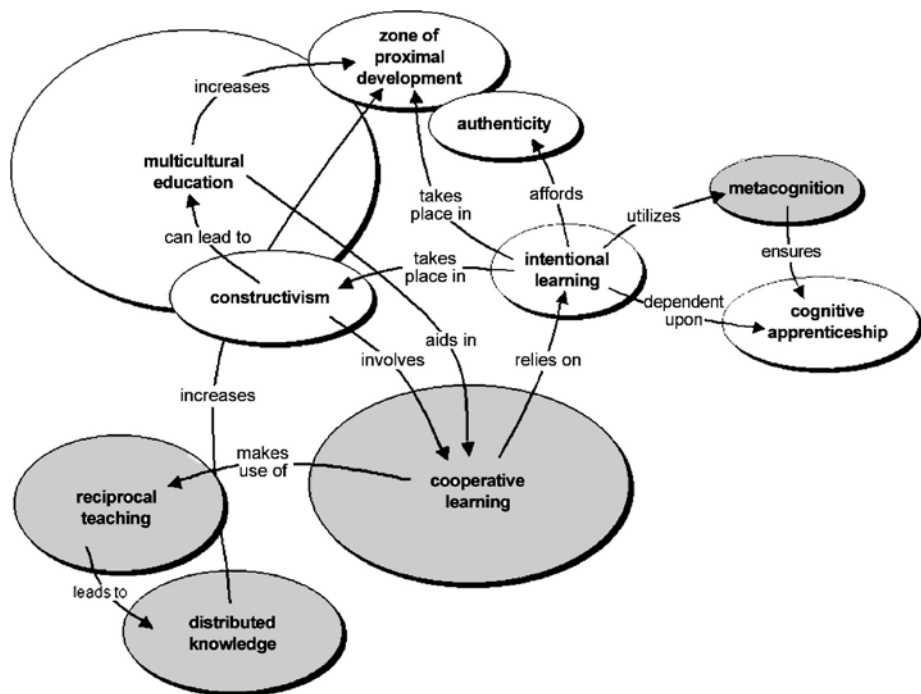 zone of
proximal
development
increases
authenticity
multicultural
education
metacognition
takes
place in
affords
utilizes
can lead to
takes
place in
intentional
learning
ensures
constructivism
dependent
upon
cognitive
apprenticeship
involves
aids in
relies on
increases
makes
use of
cooperative
learning
reciprocal
teaching
leads to
distributed
knowledge